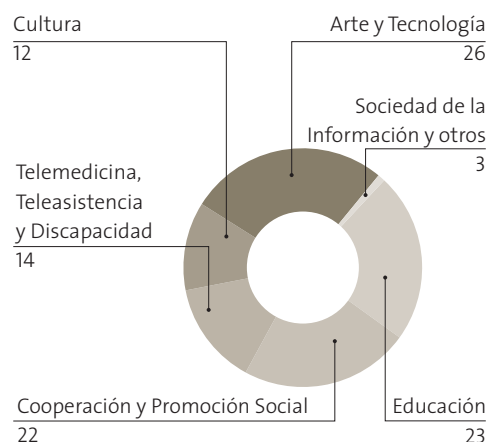 Cultura
12
Arte y Tecnología
26
Sociedad de la
Información y otros
3
Telemedicina,
Teleasistencia
y Discapacidad
14
Cooperación y Promoción Social
22
Educación
23